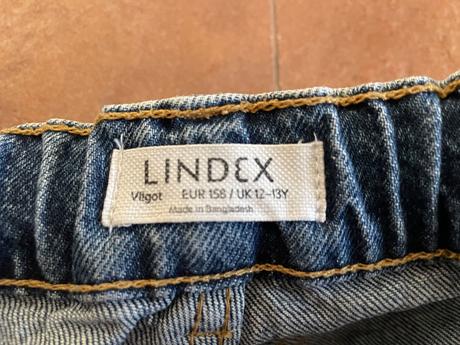 LINDEX
Vilgot EUR 158 / UK 12-13Y
Made in Bangladesh